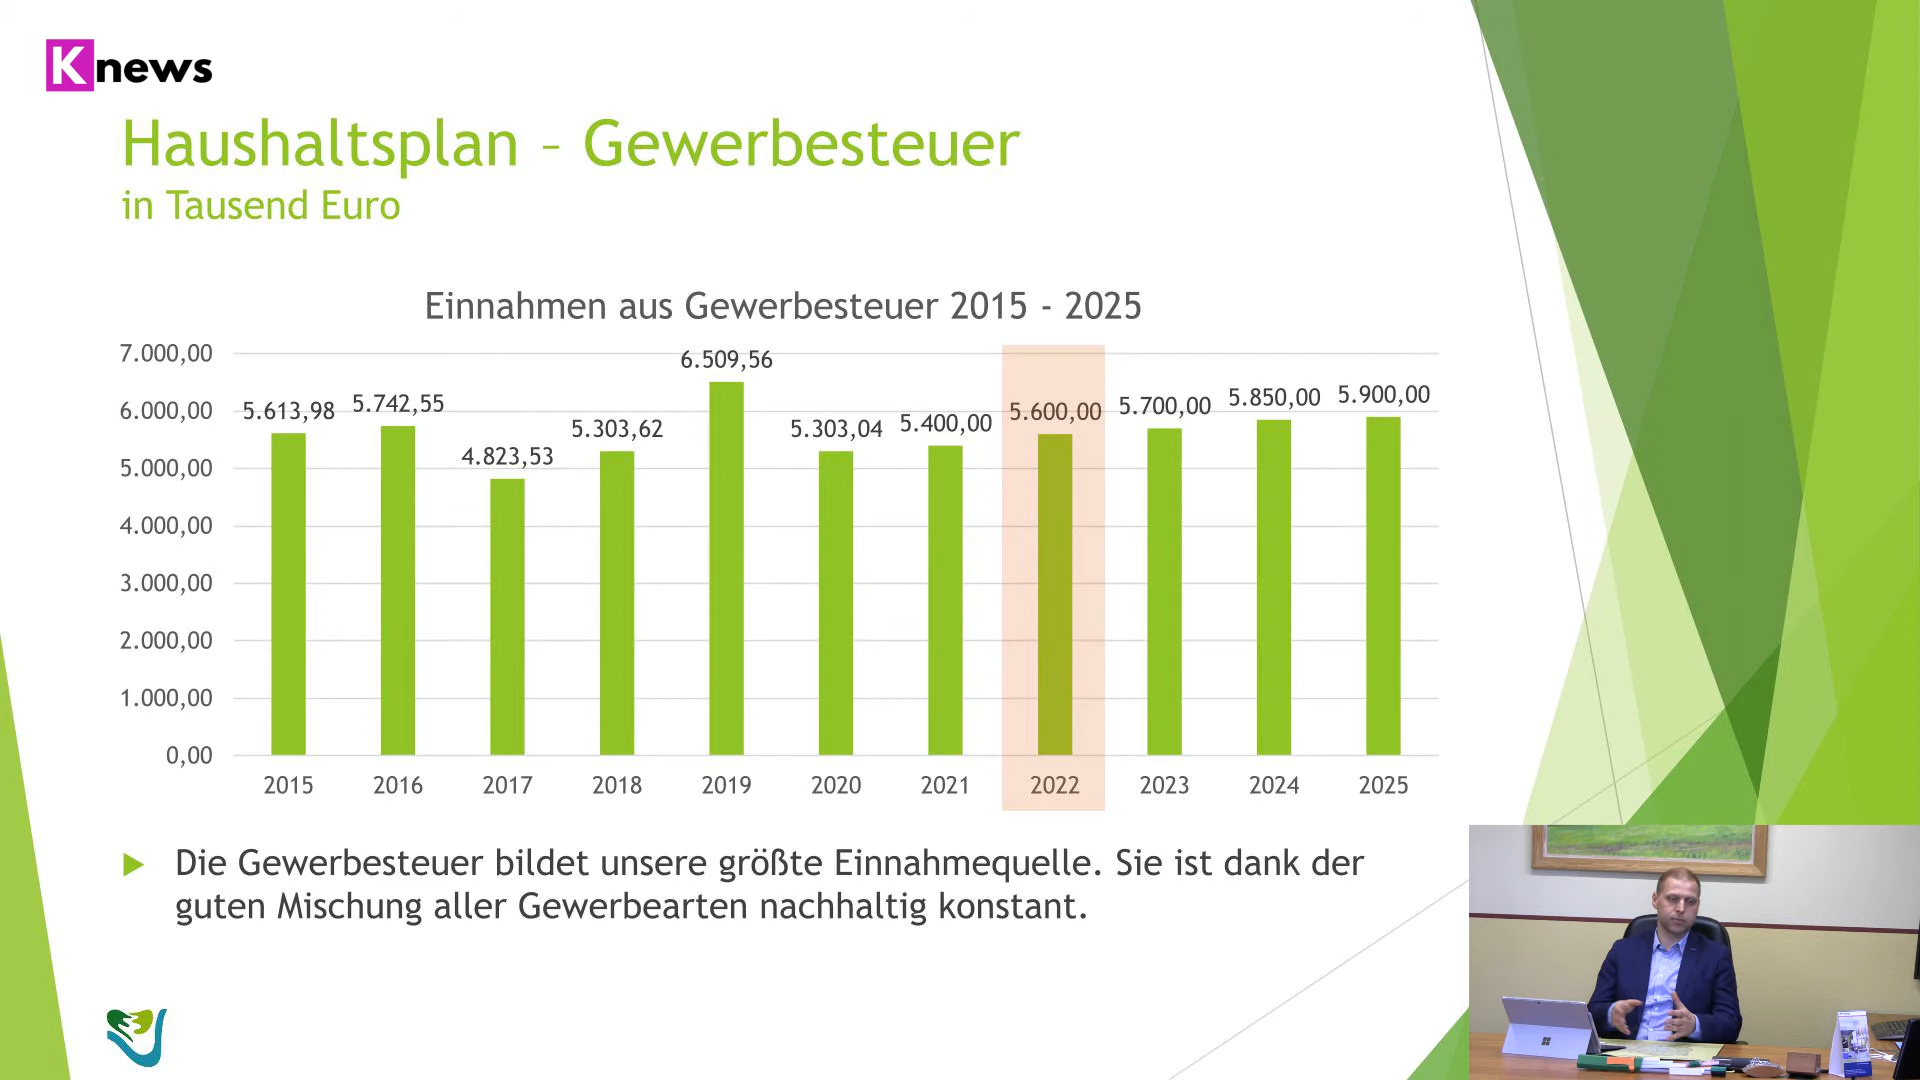 Knews
Haushaltsplan – Gewerbesteuer
in Tausend Euro
Einnahmen aus Gewerbesteuer 2015 - 2025
7.000,00
6.000,00
5.000,00
4.000,00
3.000,00
2.000,00
1.000,00
0,00
5.613,98
5.742,55
4.823,53
5.303,62
6.509,56
5.303,04
5.400,00
5.600,00
5.700,00
5.850,00
5.900,00
2015 2016 2017 2018 2019 2020 2021 2022 2023 2024 2025
Die Gewerbesteuer bildet unsere größte Einnahmequelle. Sie ist dank der
guten Mischung aller Gewerbearten nachhaltig konstant.